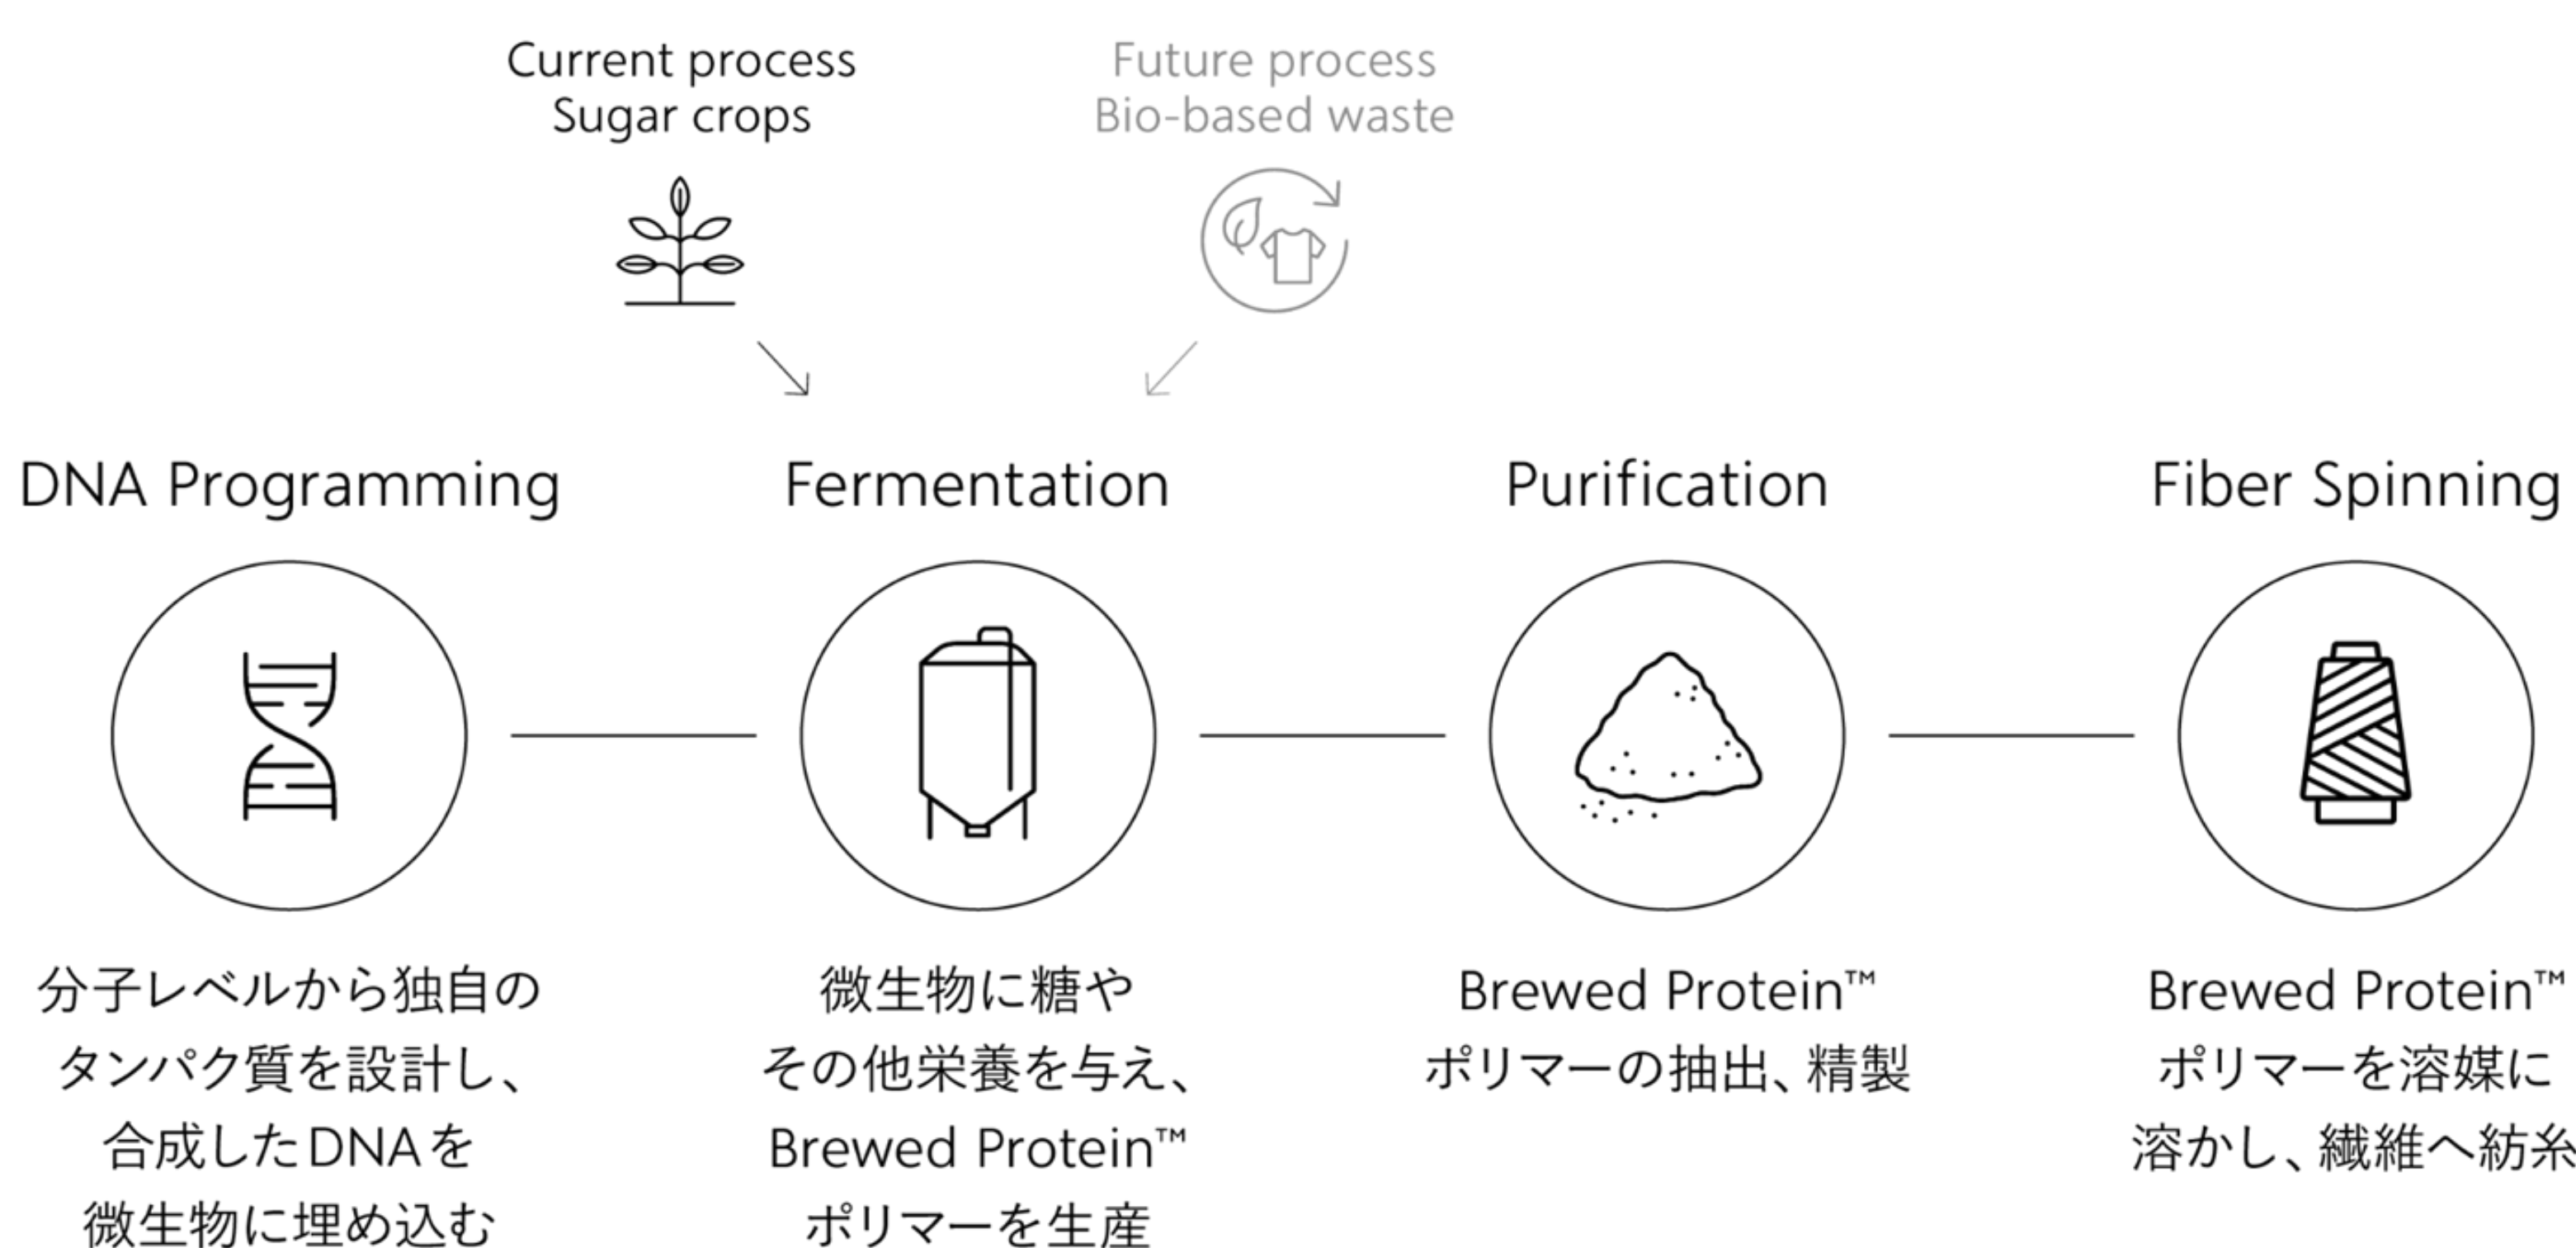 Current process
Sugar crops
Future process
Bio-based waste
DNA Programming
Fermentation
Purification
Fiber Spinning
分子レベルから独自の
タンパク質を設計し、
合成したDNAを
微生物に埋め込む
微生物に糖や
その他栄養を与え、
Brewed Protein™
ポリマーを生産
Brewed Protein™
ポリマーの抽出、精製
Brewed Protein™
ポリマーを溶媒に
溶かし、繊維へ紡糸